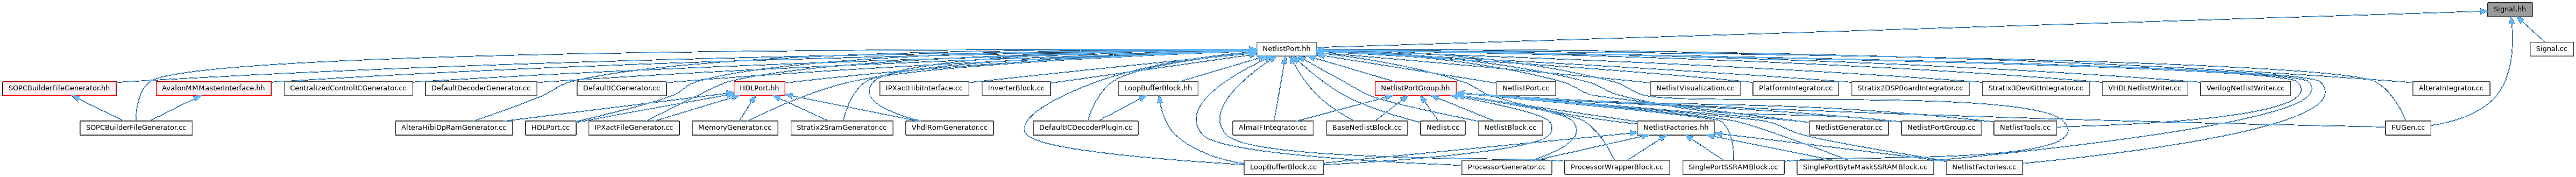 Signal.hh
NetlistPort.hh
Signal.cc
SOPCBuilderFileGenerator.hh
AvalonMMMasterInterface.hh
CentralizedControlICGenerator.cc
DefaultDecoderGenerator.cc
DefaultICGenerator.cc
HDLPort.hh
IPXactHibiInterface.cc
InverterBlock.cc
LoopBufferBlock.hh
NetlistPortGroup.hh
NetlistPort.cc
NetlistVisualization.cc
PlatformIntegrator.cc
Stratix2DSPBoardIntegrator.cc
Stratix3DevKitIntegrator.cc
VHDLNetlistWriter.cc
VerilogNetlistWriter.cc
AlteraIntegrator.cc
SOPCBuilderFileGenerator.cc
AlteraHibiDpRamGenerator.cc
HDLPort.cc
IPXactFileGenerator.cc
MemoryGenerator.cc
Stratix2SramGenerator.cc
VhdlRomGenerator.cc
DefaultICDecoderPlugin.cc
AlmaIFIntegrator.cc
BaseNetlistBlock.cc
Netlist.cc
NetlistBlock.cc
NetlistFactories.hh
NetlistGenerator.cc
NetlistPortGroup.cc
NetlistTools.cc
FUGen.cc
LoopBufferBlock.cc
ProcessorGenerator.cc
ProcessorWrapperBlock.cc
SinglePortSSRAMBlock.cc
SinglePortByteMaskSSRAMBlock.cc
NetlistFactories.cc